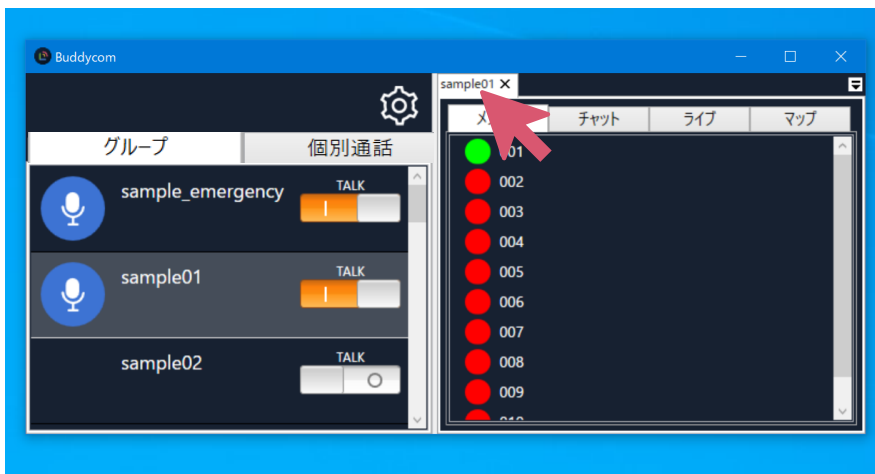 Buddycom
sample01
チャット
ライブ
マップ
グループ
個別通話
sample_emergency
TALK
sample01
TALK
sample02
TALK
002
003
004
005
006
007
008
009